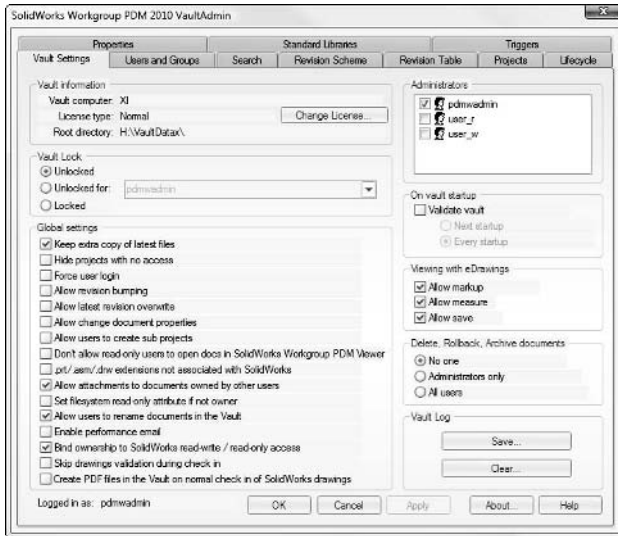 SolidWorks Workgroup PDM 2010 VaultAdmin
Properties Standard Libraries Triggers
Vault Settings Users and Groups Search Revision Scheme Revision Table Projects Lifecycle
Vault information
Vault computer: XI
License type: Normal
Change License...
Root directory: H:\VaultDatax\
Vault Lock
Unlocked
Unlocked for: pdmwadmin
Locked
Global settings
Keep extra copy of latest files
Hide projects with no access
Force user login
Allow revision bumping
Allow latest revision overwrite
Allow change document properties
Allow users to create sub projects
Don't allow read-only users to open docs in SolidWorks Workgroup PDM Viewer
.prt/.asm/.drw extensions not associated with SolidWorks
Allow attachments to documents owned by other users
Set filesystem read-only attribute if not owner
Allow users to rename documents in the Vault
Enable performance email
Bind ownership to SolidWorks read-write / read-only access
Skip drawings validation during check in
Create PDF files in the Vault on normal check in of SolidWorks drawings
Administrators
pdmwadmin
user_r
user_w
On vault startup
Validate vault
Next startup
Every startup
Viewing with eDrawings
Allow markup
Allow measure
Allow save
Delete, Rollback, Archive documents
No one
Administrators only
All users
Vault Log
Save...
Clear...
Logged in as: pdmwadmin
OK Cancel Apply About... Help